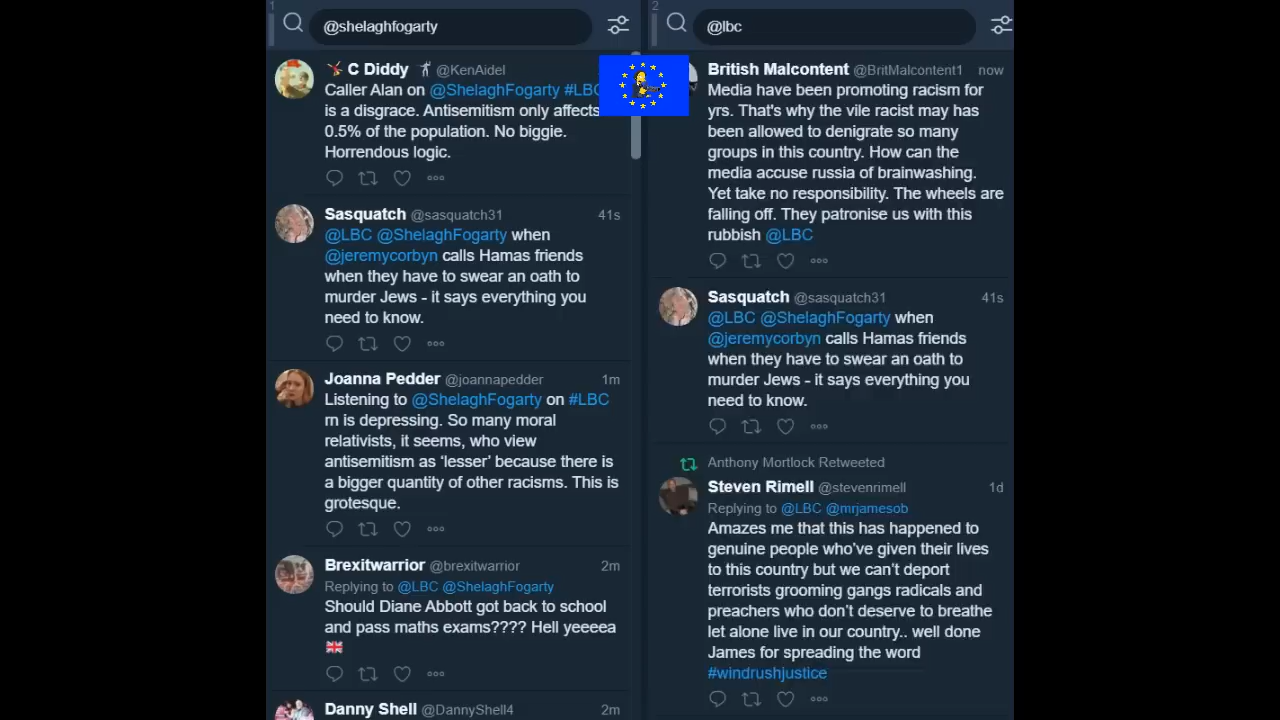 1
@shelaghfogarty
C Diddy @KenAidel
Caller Alan on @ShelaghFogarty #LBC
is a disgrace. Antisemitism only affects
0.5% of the population. No biggie.
Horrendous logic.
Sasquatch @sasquatch31 41s
@LBC @ShelaghFogarty when
@jeremycorbyn calls Hamas friends
when they have to swear an oath to
murder Jews - it says everything you
need to know.
Joanna Pedder @joannapedder 1m
Listening to @ShelaghFogarty on #LBC
rn is depressing. So many moral
relativists, it seems, who view
antisemitism as ‘lesser’ because there is
a bigger quantity of other racisms. This is
grotesque.
Brexitwarrior @brexitwarrior 2m
Replying to @LBC @ShelaghFogarty
Should Diane Abbott got back to school
and pass maths exams???? Hell yeeeea
Danny Shell @DannyShell4 2m
2
@lbc
British Malcontent @BritMalcontent1 now
Media have been promoting racism for
yrs. That's why the vile racist may has
been allowed to denigrate so many
groups in this country. How can the
media accuse russia of brainwashing.
Yet take no responsibility. The wheels are
falling off. They patronise us with this
rubbish @LBC
Sasquatch @sasquatch31 41s
@LBC @ShelaghFogarty when
@jeremycorbyn calls Hamas friends
when they have to swear an oath to
murder Jews - it says everything you
need to know.
Anthony Mortlock Retweeted
Steven Rimell @stevenrimell 1d
Replying to @LBC @mrjamesob
Amazes me that this has happened to
genuine people who've given their lives
to this country but we can't deport
terrorists grooming gangs radicals and
preachers who don't deserve to breathe
let alone live in our country.. well done
James for spreading the word
#windrushjustice